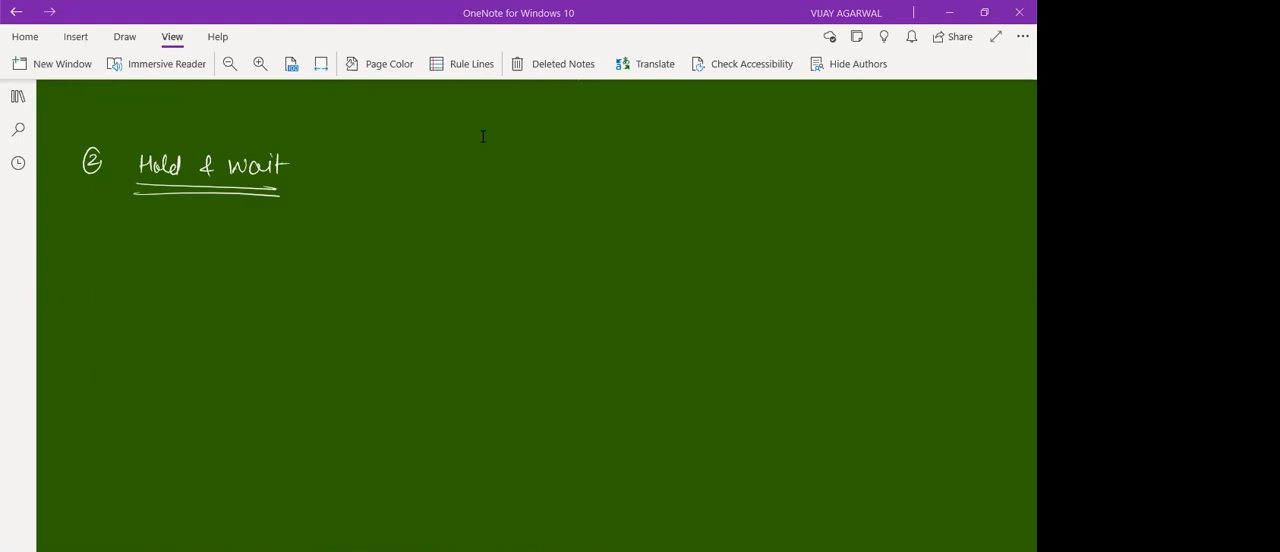 OneNote for Windows 10
VIJAY AGARWAL
Home Insert Draw View Help
Share
New Window Immersive Reader Page Color Rule Lines Deleted Notes Translate Check Accessibility Hide Authors
② Hold & Wait